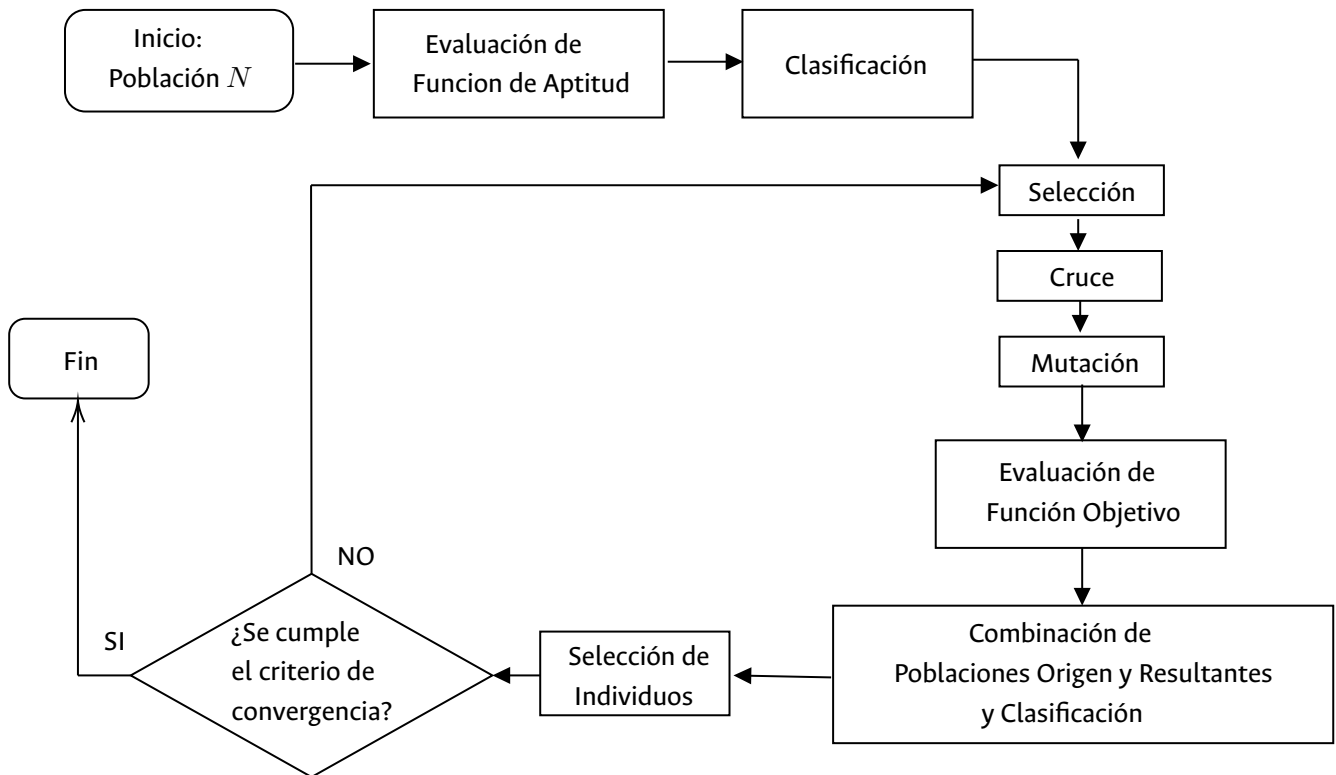 Inicio:
Población N
Evaluación de
Funcion de Aptitud
Clasificación
Selección
Cruce
Mutación
Evaluación de
Función Objetivo
Combinación de
Poblaciones Origen y Resultantes
y Clasificación
Selección de
Individuos
¿Se cumple
el criterio de
convergencia?
NO
SI
Fin